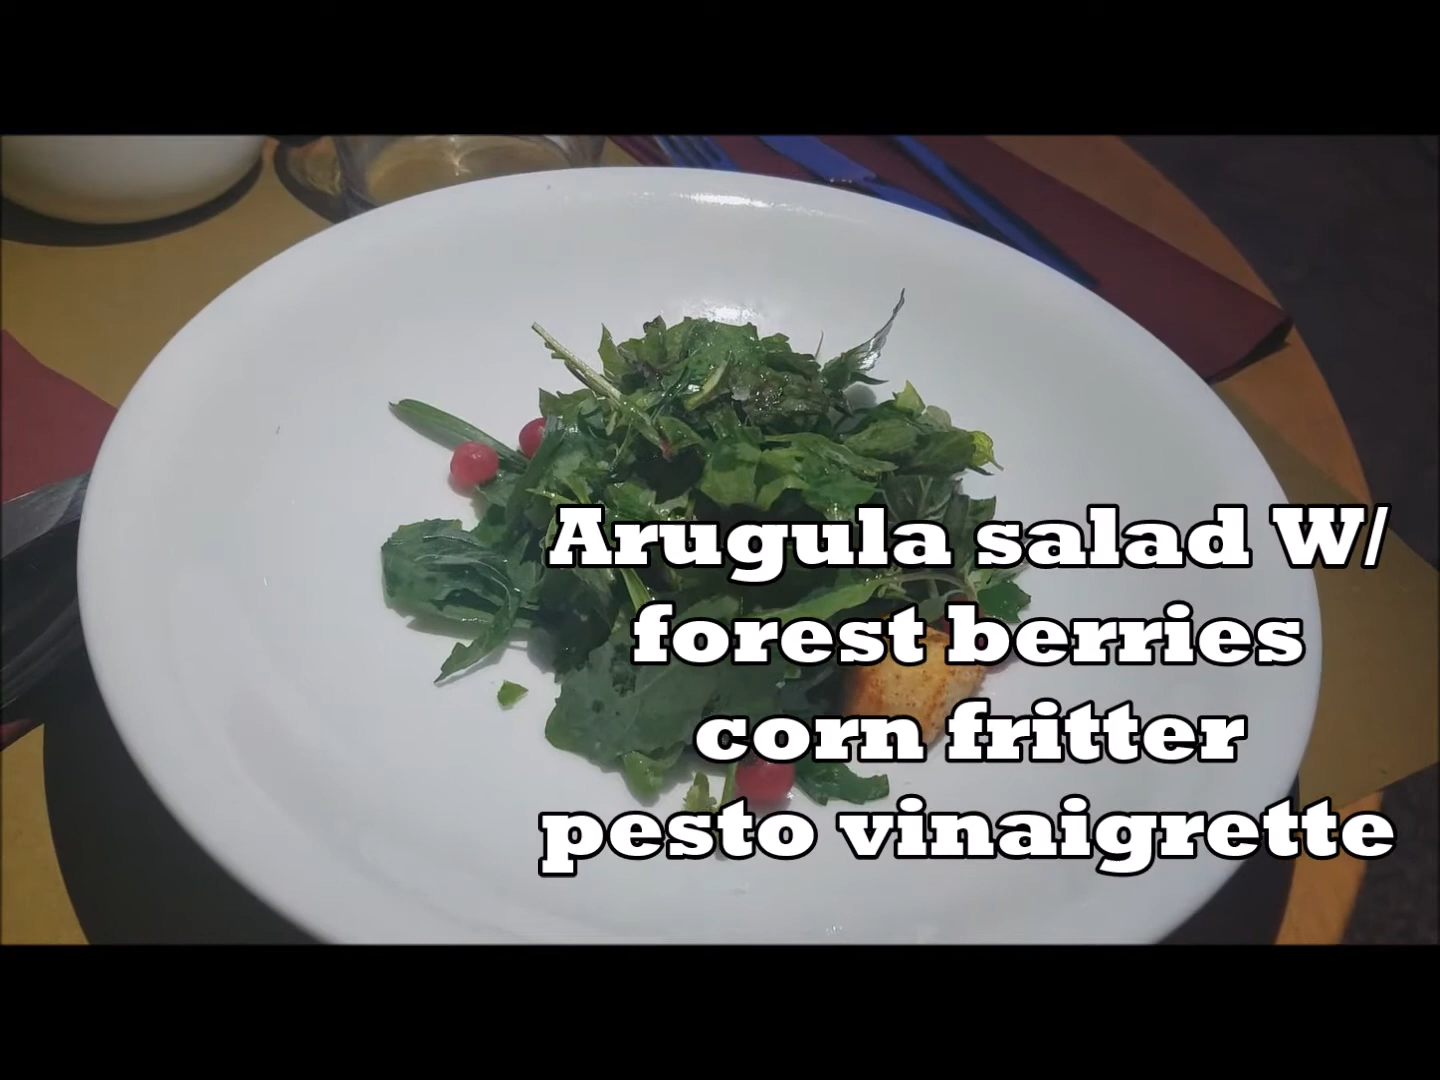 Arugula salad W/
forest berries
corn fritter
pesto vinaigrette